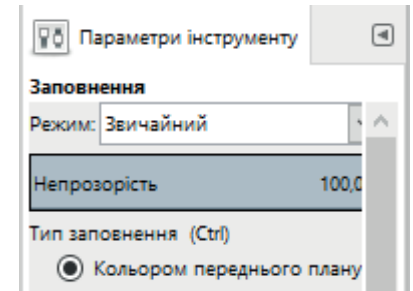 Параметри інструменту
Заповнення
Режим: Звичайний
Непрозорість 100,0
Тип заповнення (Ctrl)
Кольором переднього плану